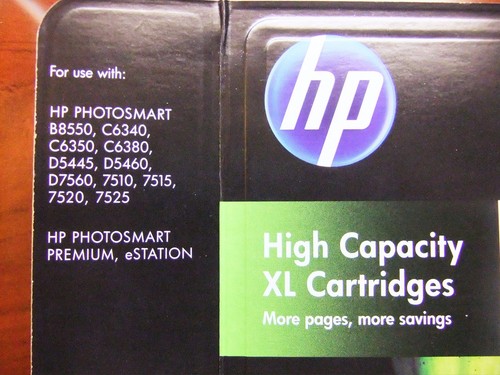 For use with:
HP PHOTOSMART
B8550, C6340,
C6350, C6380,
D5445, D5460,
D7560, 7510, 7515,
7520, 7525
HP PHOTOSMART
PREMIUM, eSTATION
hp
High Capacity
XL Cartridges
More pages, more savings